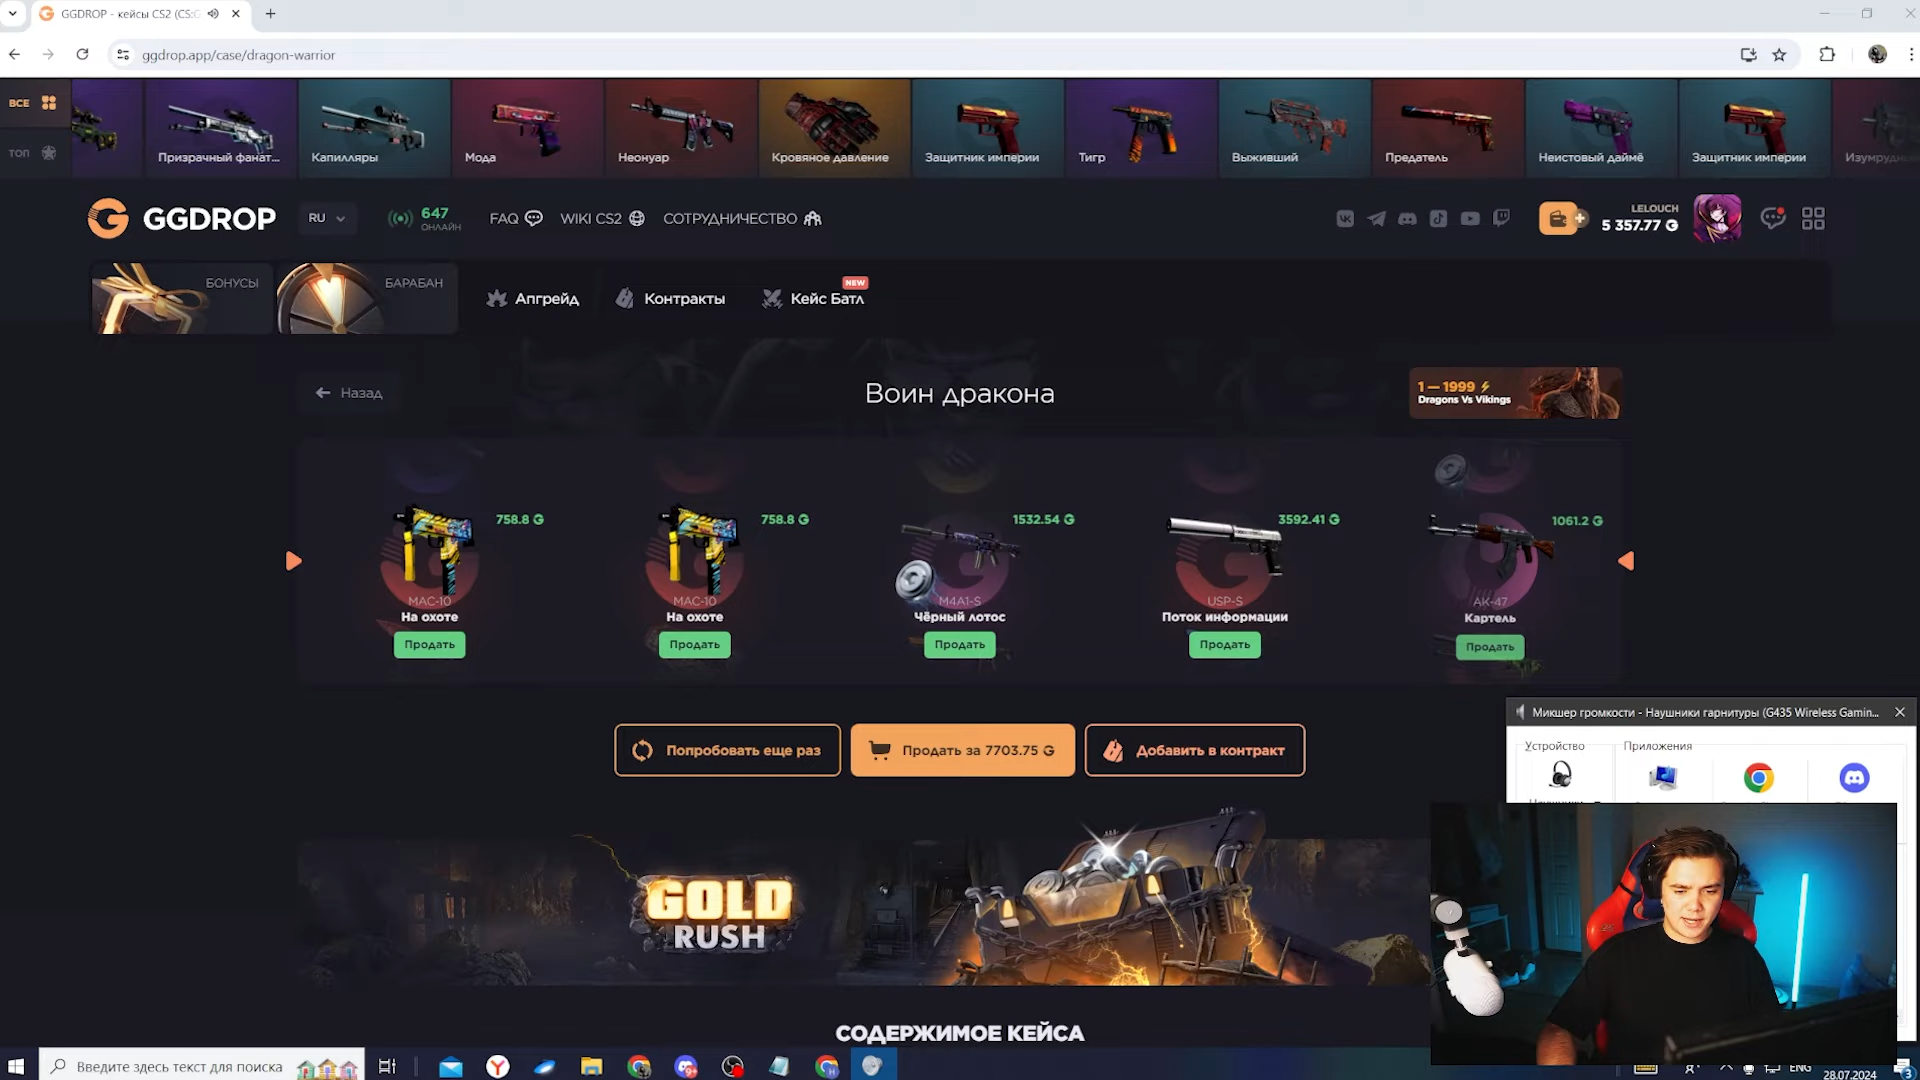 GGDROP - кейсы CS2 (CS:G
ggdrop.app/case/dragon-warrior
ВСЕ
ТОП
Призрачный фанат...
Капилляры
Мода
Неонуар
Кровяное давление
Защитник империи
Тигр
Выживший
Предатель
Неистовый даймё
Защитник империи
Изумрудный
GGDROP
RU
647
ОНЛАЙН
FAQ
WIKI CS2
СОТРУДНИЧЕСТВО
LELOUCH
5 357.77
БОНУСЫ
БАРАБАН
Апгрейд
Контракты
Кейс Батл
NEW
Назад
Воин дракона
1 — 1999
Dragons Vs Vikings
758.8
758.8
1532.54
3592.41
1061.2
MAC-10
На охоте
Продать
MAC-10
На охоте
Продать
M4A1-S
Чёрный лотос
Продать
USP-S
Поток информации
Продать
AK-47
Картель
Продать
Попробовать еще раз
Продать за 7703.75
Добавить в контракт
Микшер громкости - Наушники гарнитуры (G435 Wireless Gamin...
Устройство
Приложения
GOLD
RUSH
СОДЕРЖИМОЕ КЕЙСА
Введите здесь текст для поиска
9+
ENG
28.07.2024
3